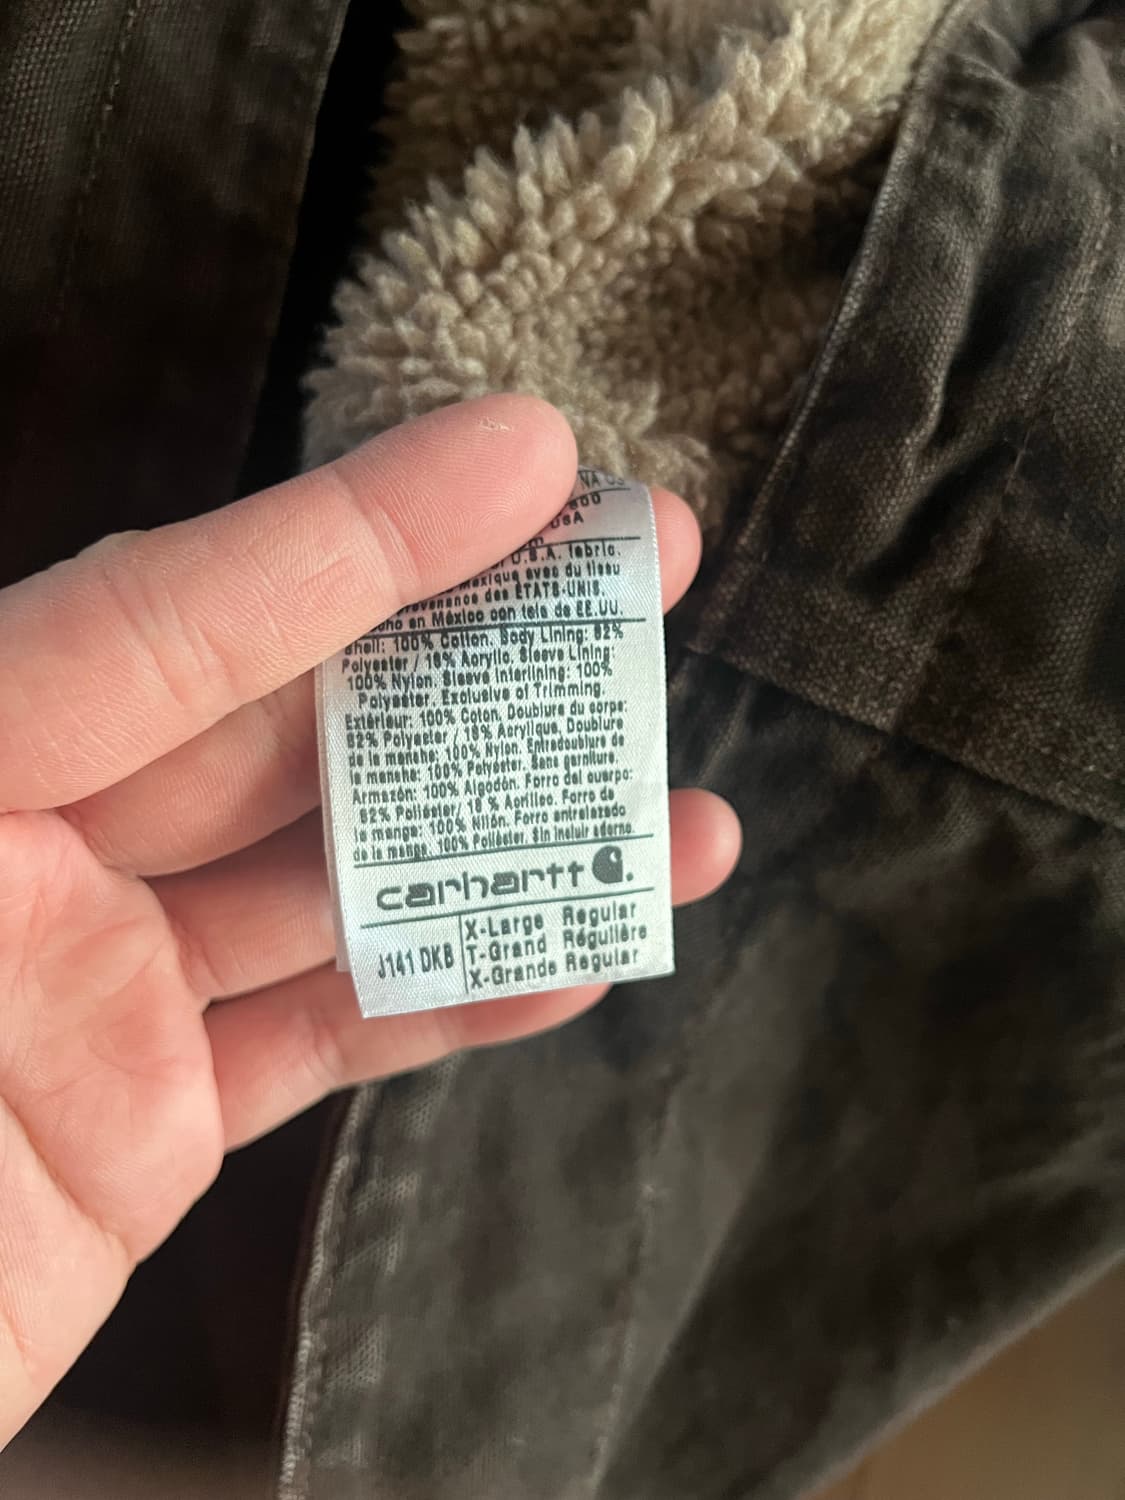 NA
USA
U.S.A. fabric.
Mexique avec du tissu
provenance des ÉTATS-UNIS.
en México con tela de EE.UU.
Shell: 100% Cotton. Body Lining: 82%
Polyester / 18% Acrylic. Sleeve Lining:
100% Nylon. Sleeve Interlining: 100%
Polyester. Exclusive of Trimming.
Extérieur: 100% Coton. Doublure du corps:
82% Polyester / 18% Acrylique. Doublure
de la manche: 100% Nylon. Entredoublure de
la manche: 100% Polyester. Sans garniture.
Armazón: 100% Algodón. Forro del cuerpo:
82% Poliester/ 18 % Acrílico. Forro de
la manga: 100% Nilón. Forro entrelazado
de la manga. 100% Poliéster. Sin incluir adorno.
carhartt
J141 DKB
X-Large Regular
T-Grand Régulière
X-Grande Regular